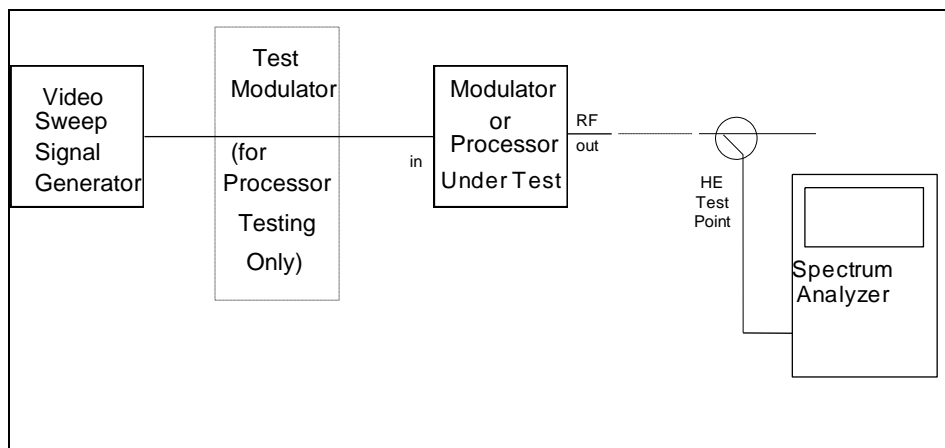 Video
Sweep
Signal
Generator
Test
Modulator
(for
Processor
Testing
Only)
in
Modulator
or
Processor
Under Test
RF
out
HE
Test
Point
Spectrum
Analyzer